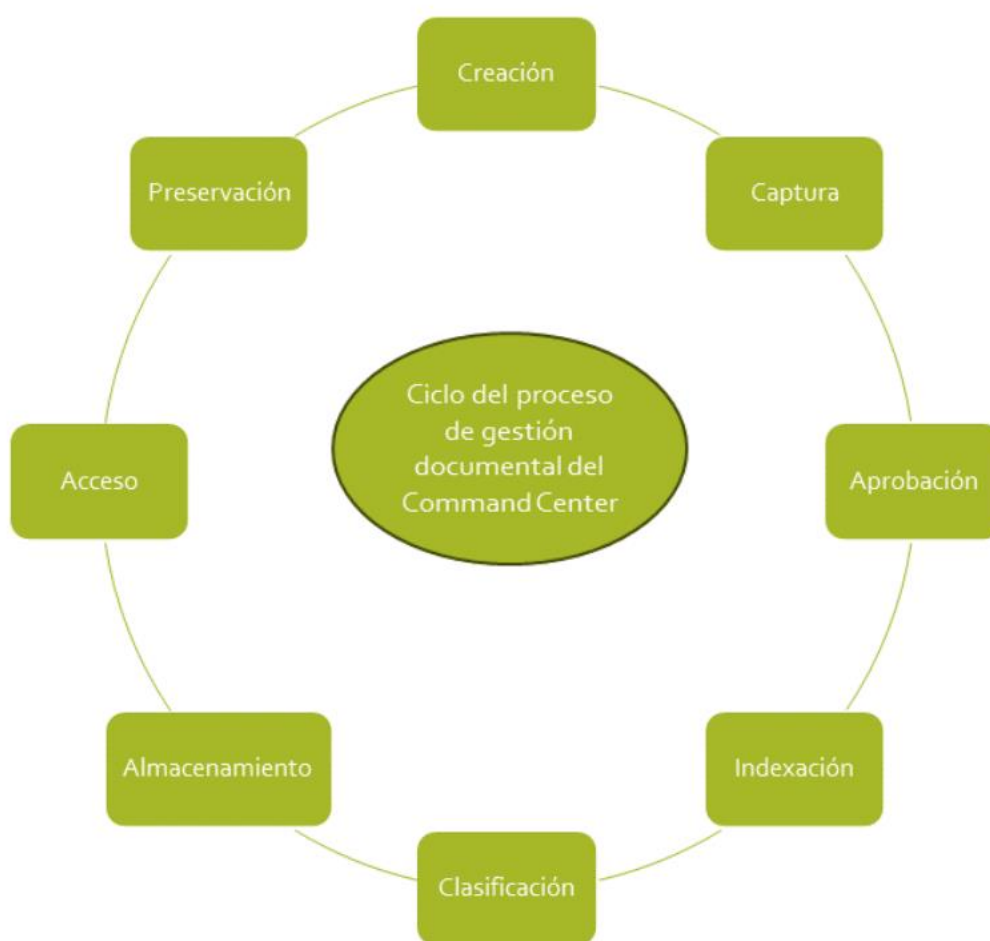 Creación
Captura
Aprobación
Indexación
Clasificación
Almacenamiento
Acceso
Preservación
Ciclo del proceso
de gestión
documental del
Command Center